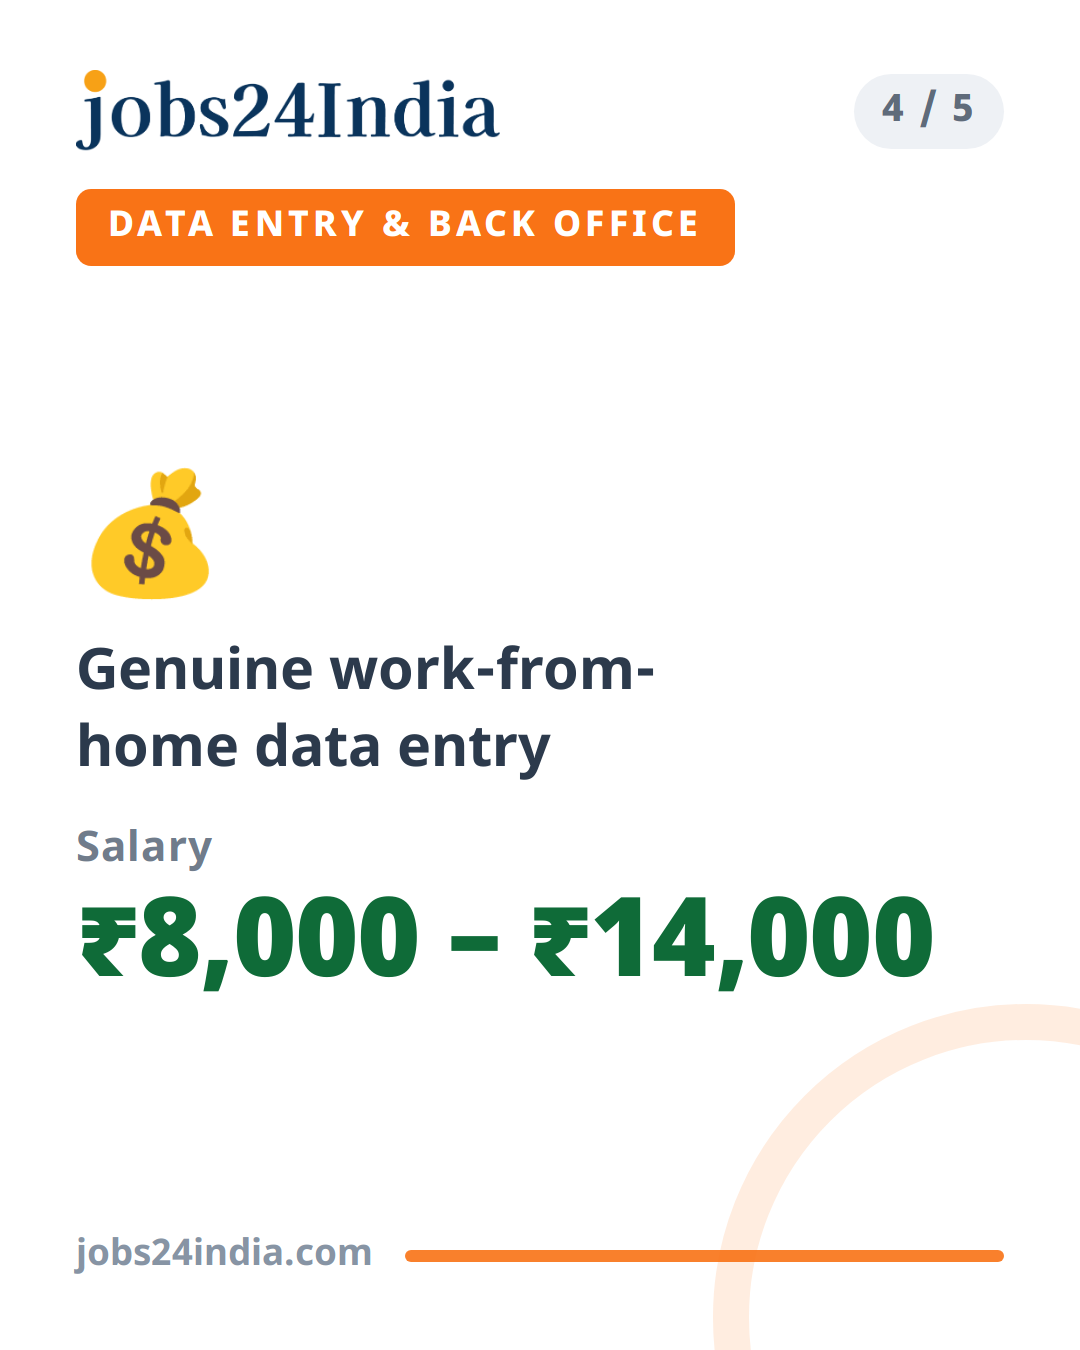 jobs24India
4 / 5
DATA ENTRY & BACK OFFICE
$
Genuine work-from-
home data entry
Salary
₹8,000 – ₹14,000
jobs24india.com